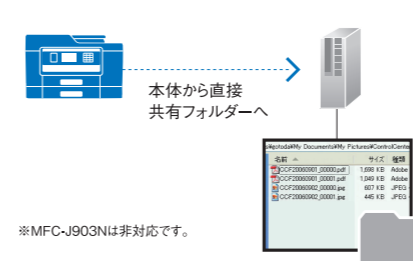 本体から直接
共有フォルダーへ
s¥gotoda¥My Documents¥My Pictures¥ControlCente
名前 サイズ 種類
CCF20060901_00000.pdf 1,698 KB Adobe
CCF20060901_00001.pdf 1,049 KB Adobe
CCF20060902_00000.jpg 607 KB JPEG
CCF20060902_00001.jpg 445 KB JPEG
※MFC-J903Nは非対応です。